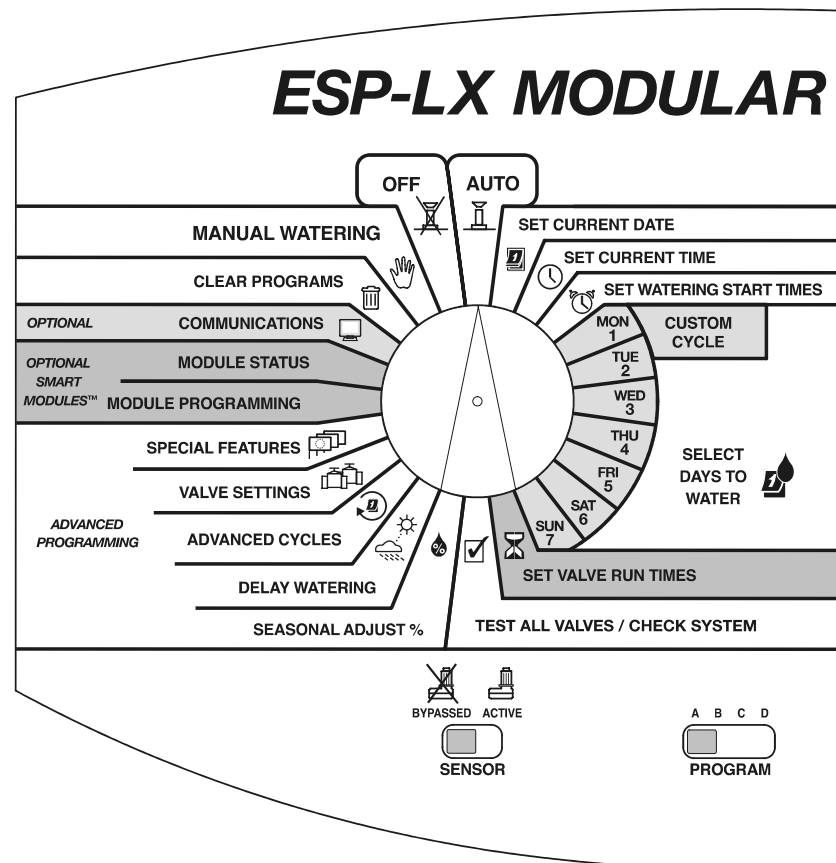 ESP-LX MODULAR
OFF
AUTO
MANUAL WATERING
SET CURRENT DATE
CLEAR PROGRAMS
SET CURRENT TIME
SET WATERING START TIMES
OPTIONAL
COMMUNICATIONS
OPTIONAL
SMART
MODULES™
MODULE STATUS
MODULE PROGRAMMING
MON
1
CUSTOM
CYCLE
TUE
2
WED
3
THU
4
FRI
5
SAT
6
SUN
7
SELECT
DAYS TO
WATER
1
1
SPECIAL FEATURES
VALVE SETTINGS
ADVANCED
PROGRAMMING
ADVANCED CYCLES
1
DELAY WATERING
SEASONAL ADJUST %
%
SET VALVE RUN TIMES
TEST ALL VALVES / CHECK SYSTEM
BYPASSED
ACTIVE
SENSOR
A B C D
PROGRAM